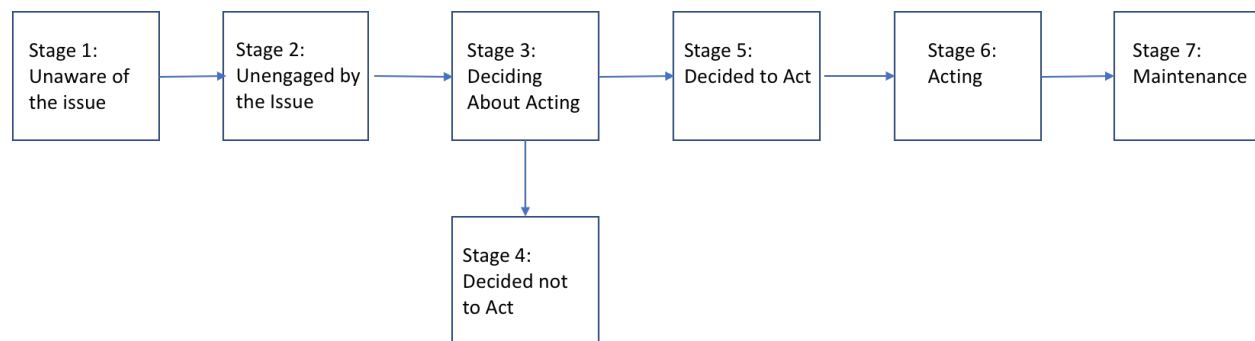 Stage 1:
Unaware of
the issue
Stage 2:
Unengaged by
the Issue
Stage 3:
Deciding
About Acting
Stage 5:
Decided to Act
Stage 6:
Acting
Stage 7:
Maintenance
Stage 4:
Decided not
to Act